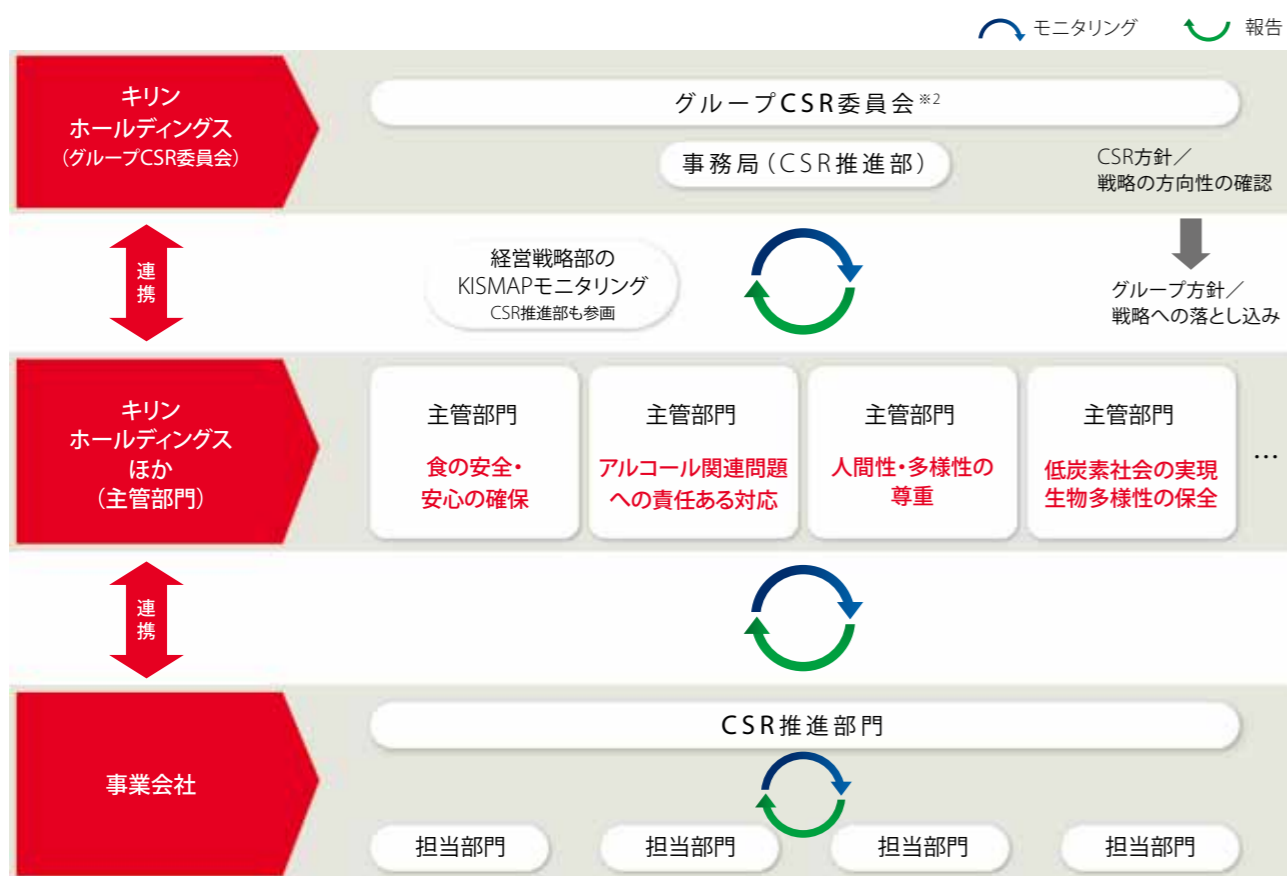 モニタリング
報告
キリン
ホールディングス
(グループCSR委員会)
グループCSR委員会※2
事務局(CSR推進部)
CSR方針／
戦略の方向性の確認
連携
経営戦略部の
KISMAPモニタリング
CSR推進部も参画
グループ方針／
戦略への落とし込み
キリン
ホールディングス
ほか
(主管部門)
主管部門
食の安全・
安心の確保
主管部門
アルコール関連問題
への責任ある対応
主管部門
人間性・多様性の
尊重
主管部門
低炭素社会の実現
生物多様性の保全
…
連携
事業会社
CSR推進部門
担当部門
担当部門
担当部門
担当部門